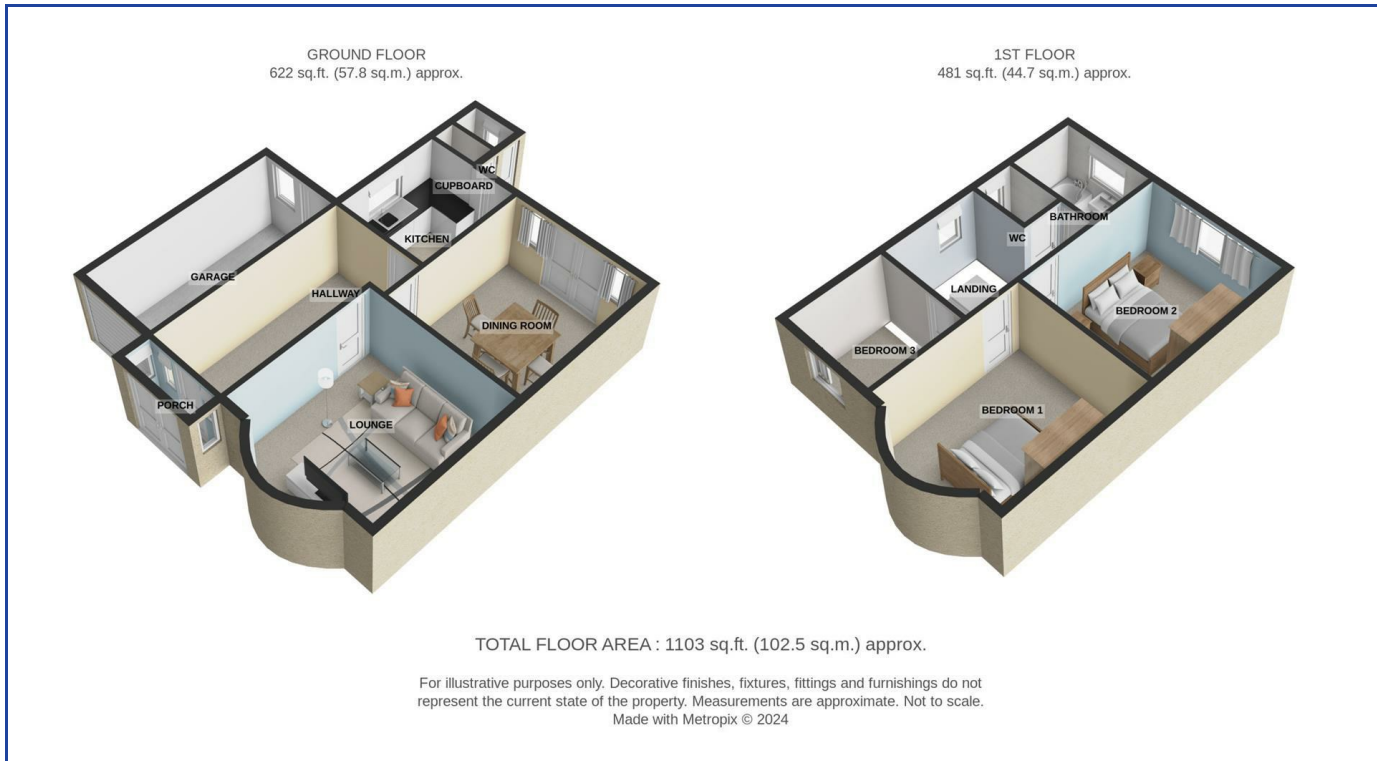 GROUND FLOOR
622 sq.ft. (57.8 sq.m.) approx.
1ST FLOOR
481 sq.ft. (44.7 sq.m.) approx.
WC
CUPBOARD
KITCHEN
GARAGE
HALLWAY
DINING ROOM
PORCH
LOUNGE
BATHROOM
WC
LANDING
BEDROOM 2
BEDROOM 3
BEDROOM 1
TOTAL FLOOR AREA : 1103 sq.ft. (102.5 sq.m.) approx.
For illustrative purposes only. Decorative finishes, fixtures, fittings and furnishings do not
represent the current state of the property. Measurements are approximate. Not to scale.
Made with Metropix © 2024